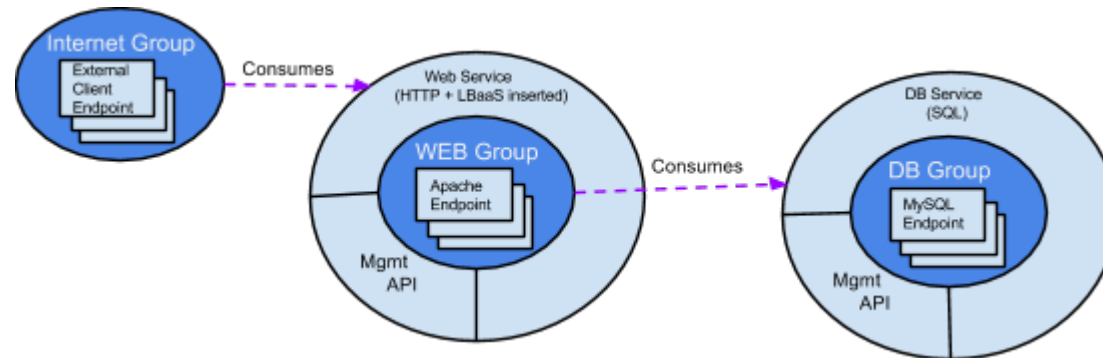 Internet Group
External
Client
Endpoint
Consumes
Web Service
(HTTP + LBaaS inserted)
WEB Group
Apache
Endpoint
Mgmt
API
Consumes
DB Service
(SQL)
DB Group
MySQL
Endpoint
Mgmt
API